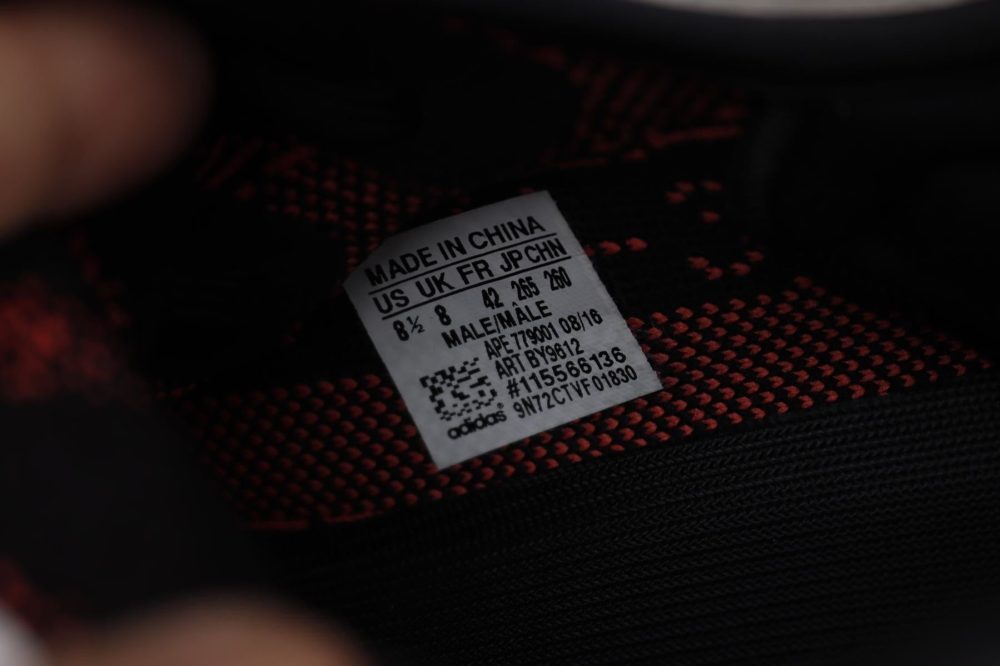 MADE IN CHINA
US UK FR JP CHN
8½ 8 42 265 260
MALE/MÂLE
APE 779001 08/16
ART BY9612
#115566136
9N72CTVF01830
adidas®